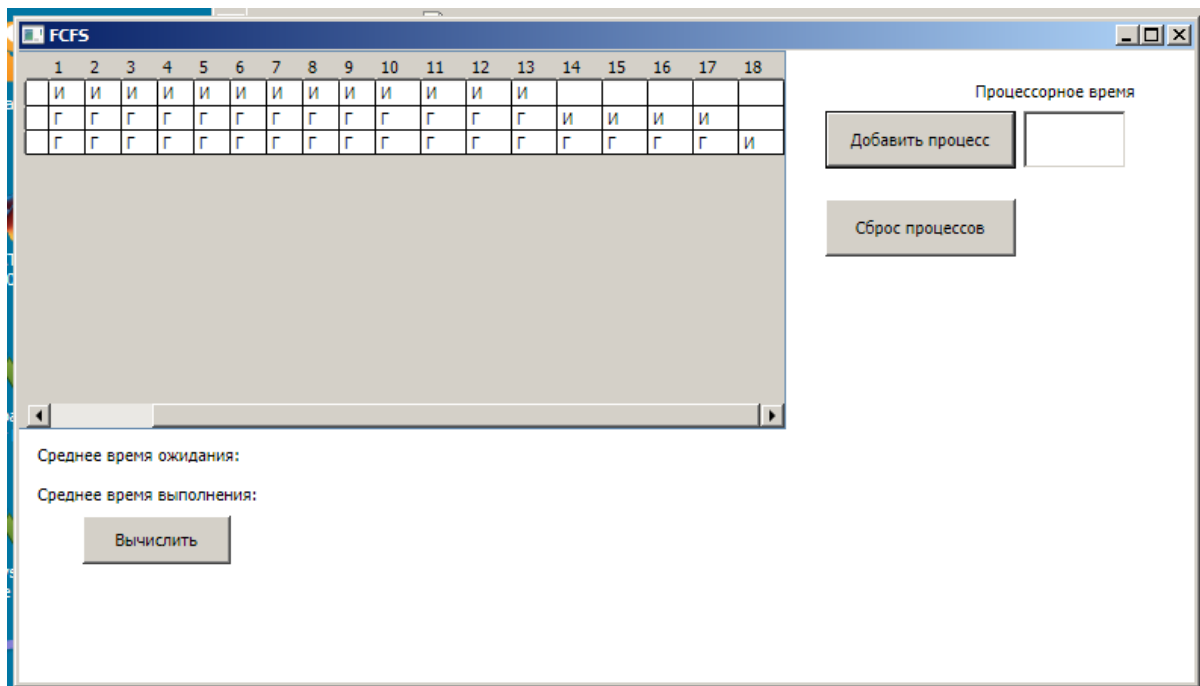 FCFS
1 2 3 4 5 6 7 8 9 10 11 12 13 14 15 16 17 18
И И И И И И И И И И И И И
Г Г Г Г Г Г Г Г Г Г Г Г Г И И И И
Г Г Г Г Г Г Г Г Г Г Г Г Г Г Г Г Г И
Процессорное время
Добавить процесс
Сброс процессов
Среднее время ожидания:
Среднее время выполнения:
Вычислить